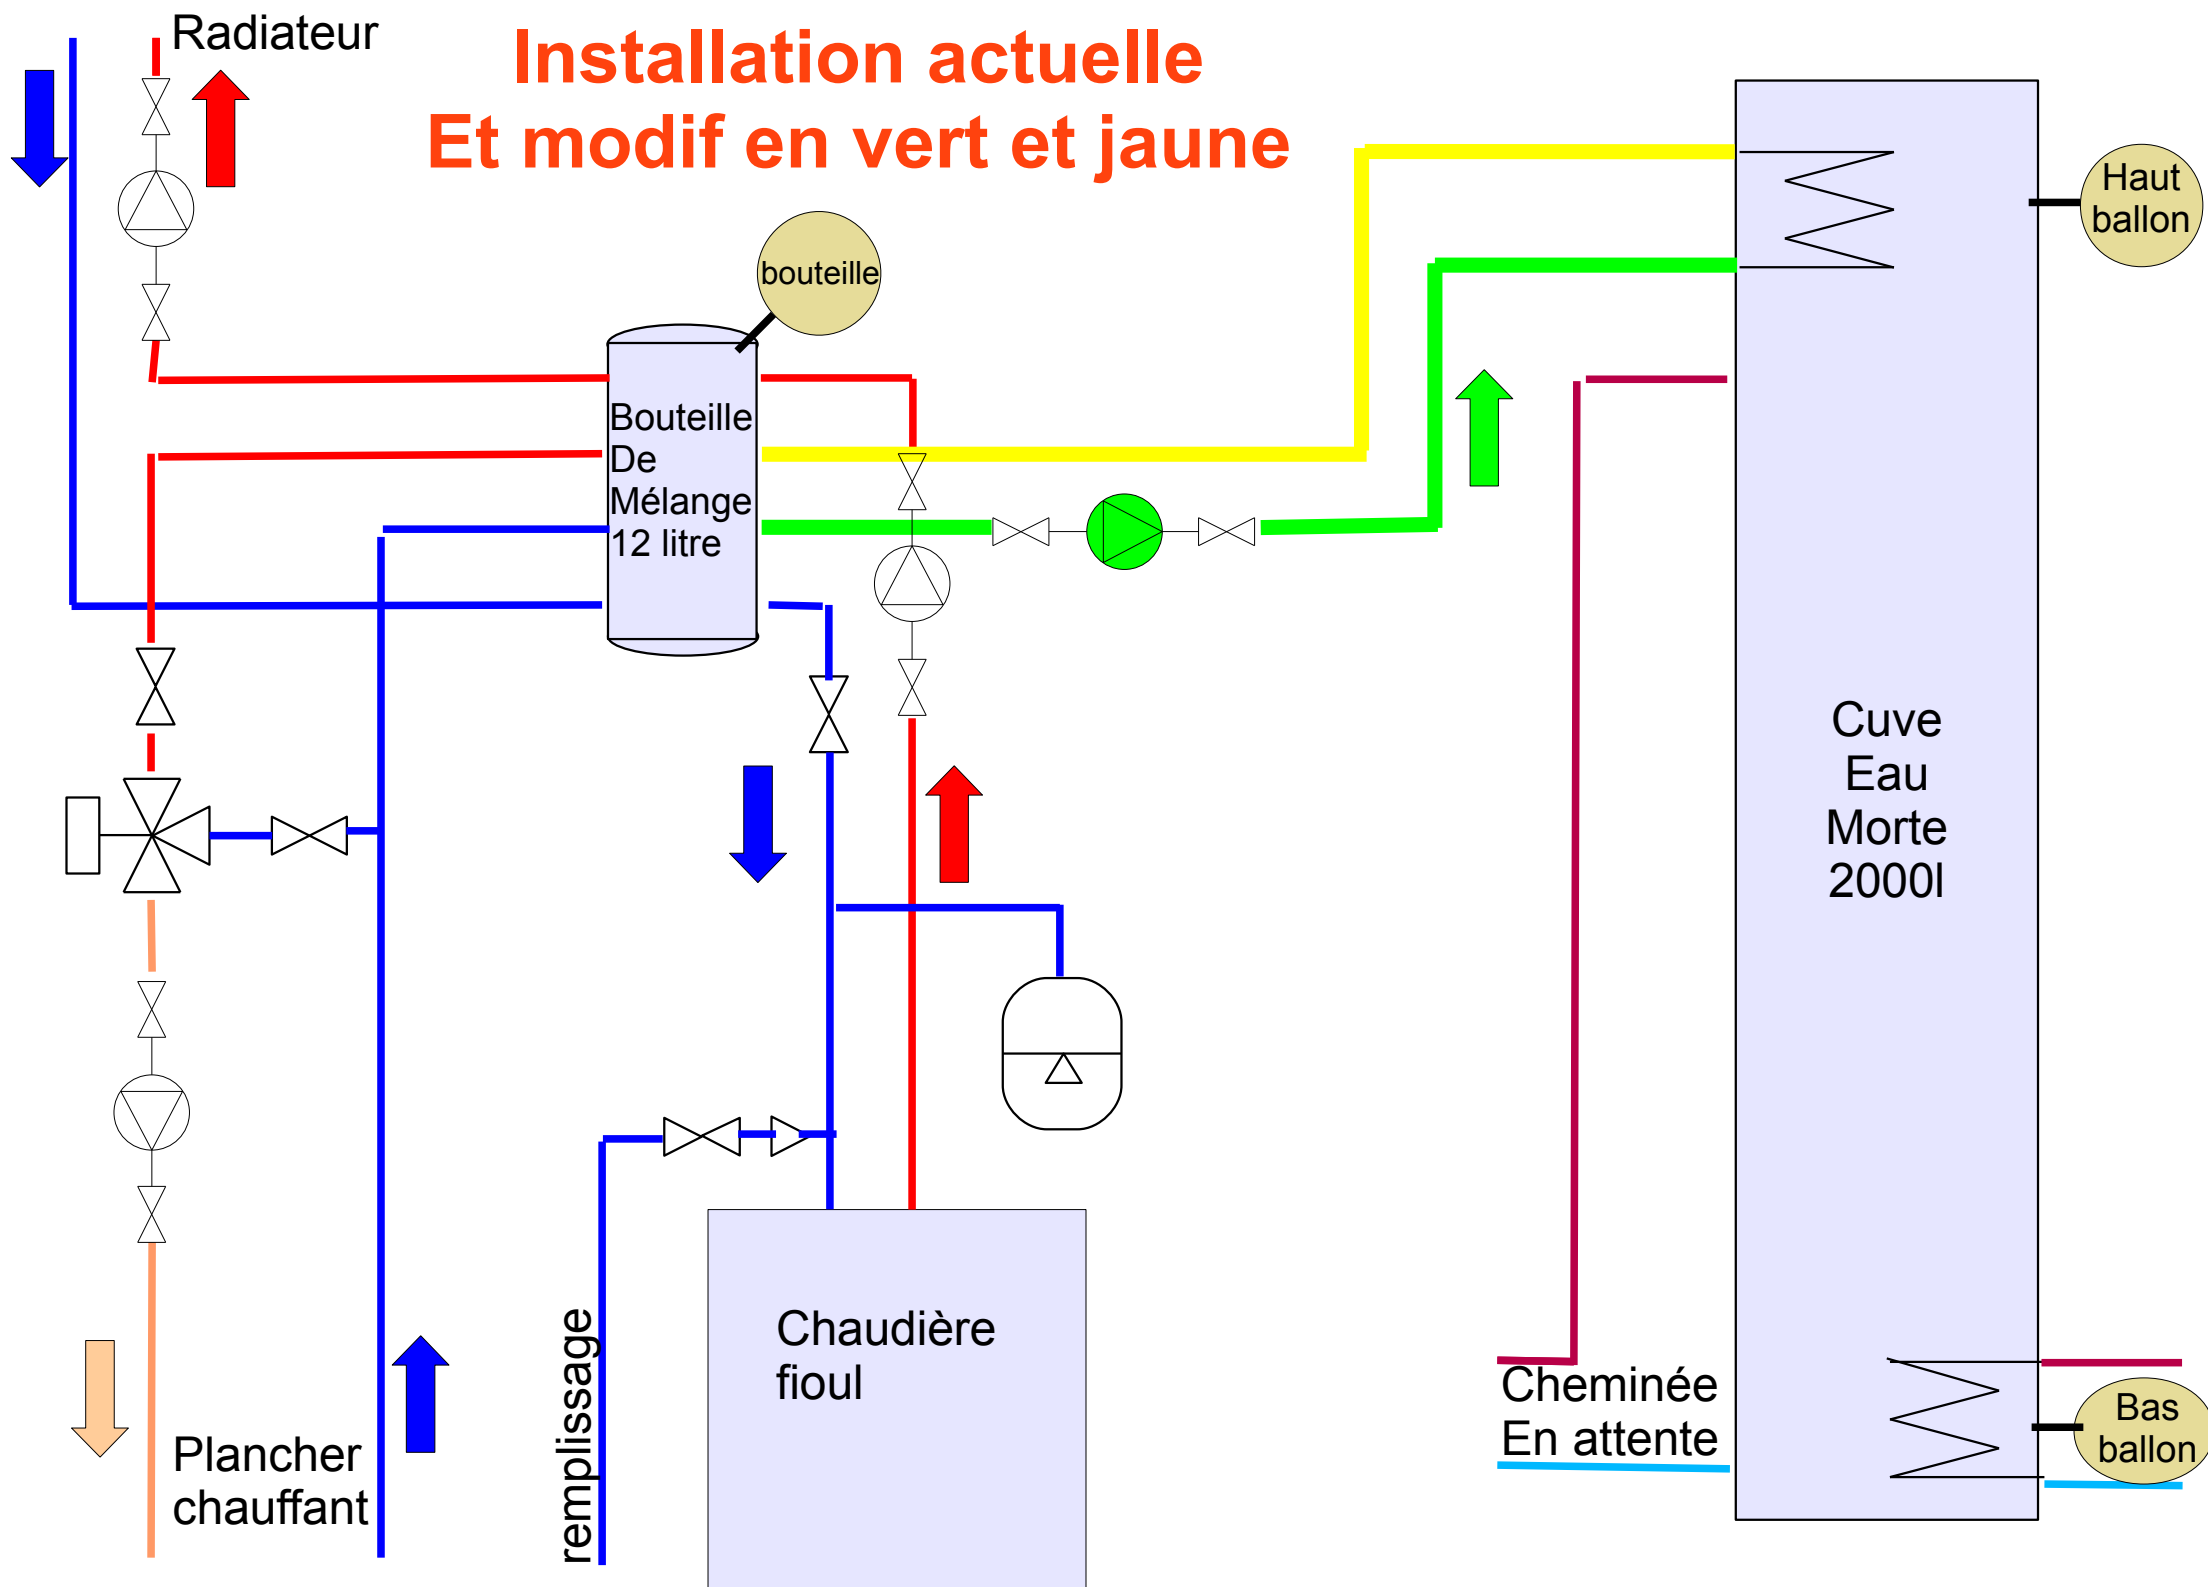 Radiateur
Installation actuelle
Et modif en vert et jaune
Haut
ballon
bouteille
Bouteille
De
Mélange
12 litre
Cuve
Eau
Morte
2000l
Chaudière
fioul
remplissage
Cheminée
En attente
Bas
ballon
Plancher
chauffant